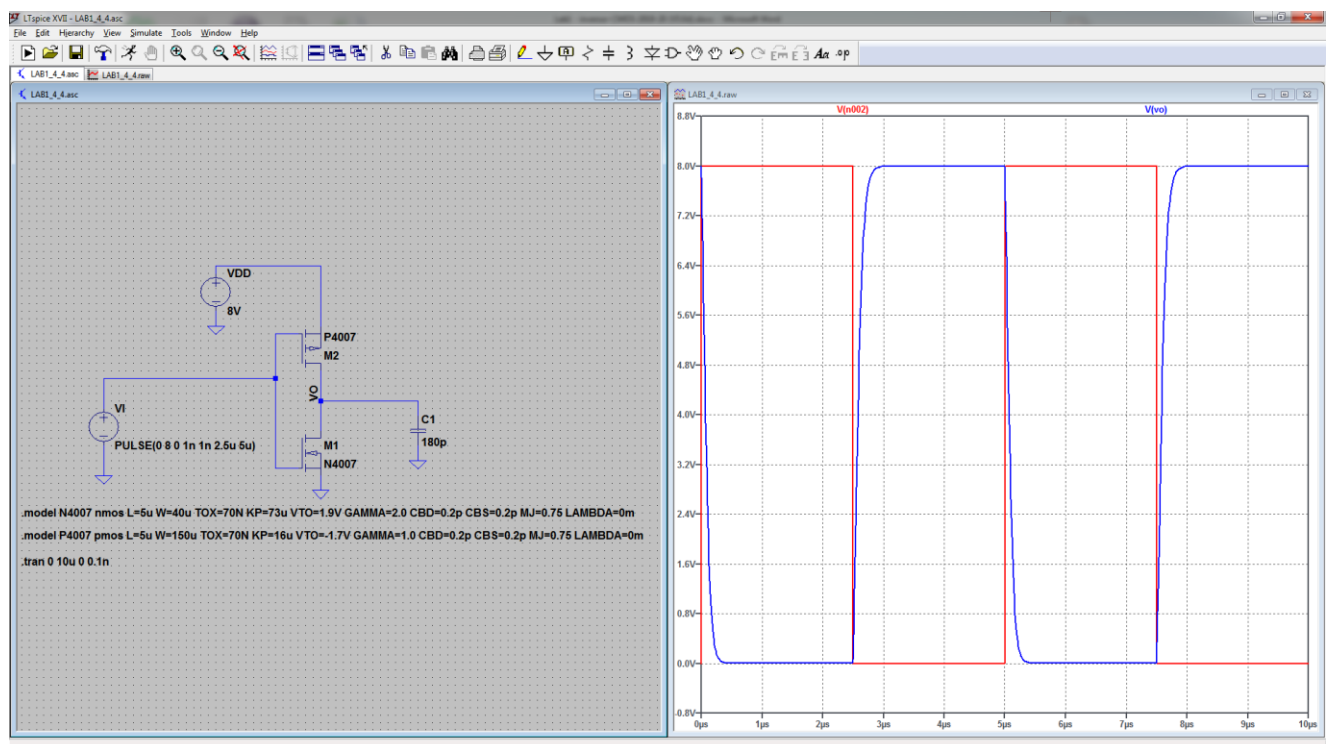 LTspice XVII - LAB1_4_4.asc
File Edit Hierarchy View Simulate Tools Window Help
LAB1_4_4.asc LAB1_4_4.raw
LAB1_4_4.asc
VDD
8V
P4007
M2
VO
VI
PULSE(0 8 0 1n 1n 2.5u 5u)
M1
N4007
C1
180p
.model N4007 nmos L=5u W=40u TOX=70N KP=73u VTO=1.9V GAMMA=2.0 CBD=0.2p CBS=0.2p MJ=0.75 LAMBDA=0m
.model P4007 pmos L=5u W=150u TOX=70N KP=16u VTO=-1.7V GAMMA=1.0 CBD=0.2p CBS=0.2p MJ=0.75 LAMBDA=0m
.tran 0 10u 0 0.1n
LAB1_4_4.raw
V(n002) V(vo)
8.8V
8.0V
7.2V
6.4V
5.6V
4.8V
4.0V
3.2V
2.4V
1.6V
0.8V
0.0V
-0.8V
0µs 1µs 2µs 3µs 4µs 5µs 6µs 7µs 8µs 9µs 10µs